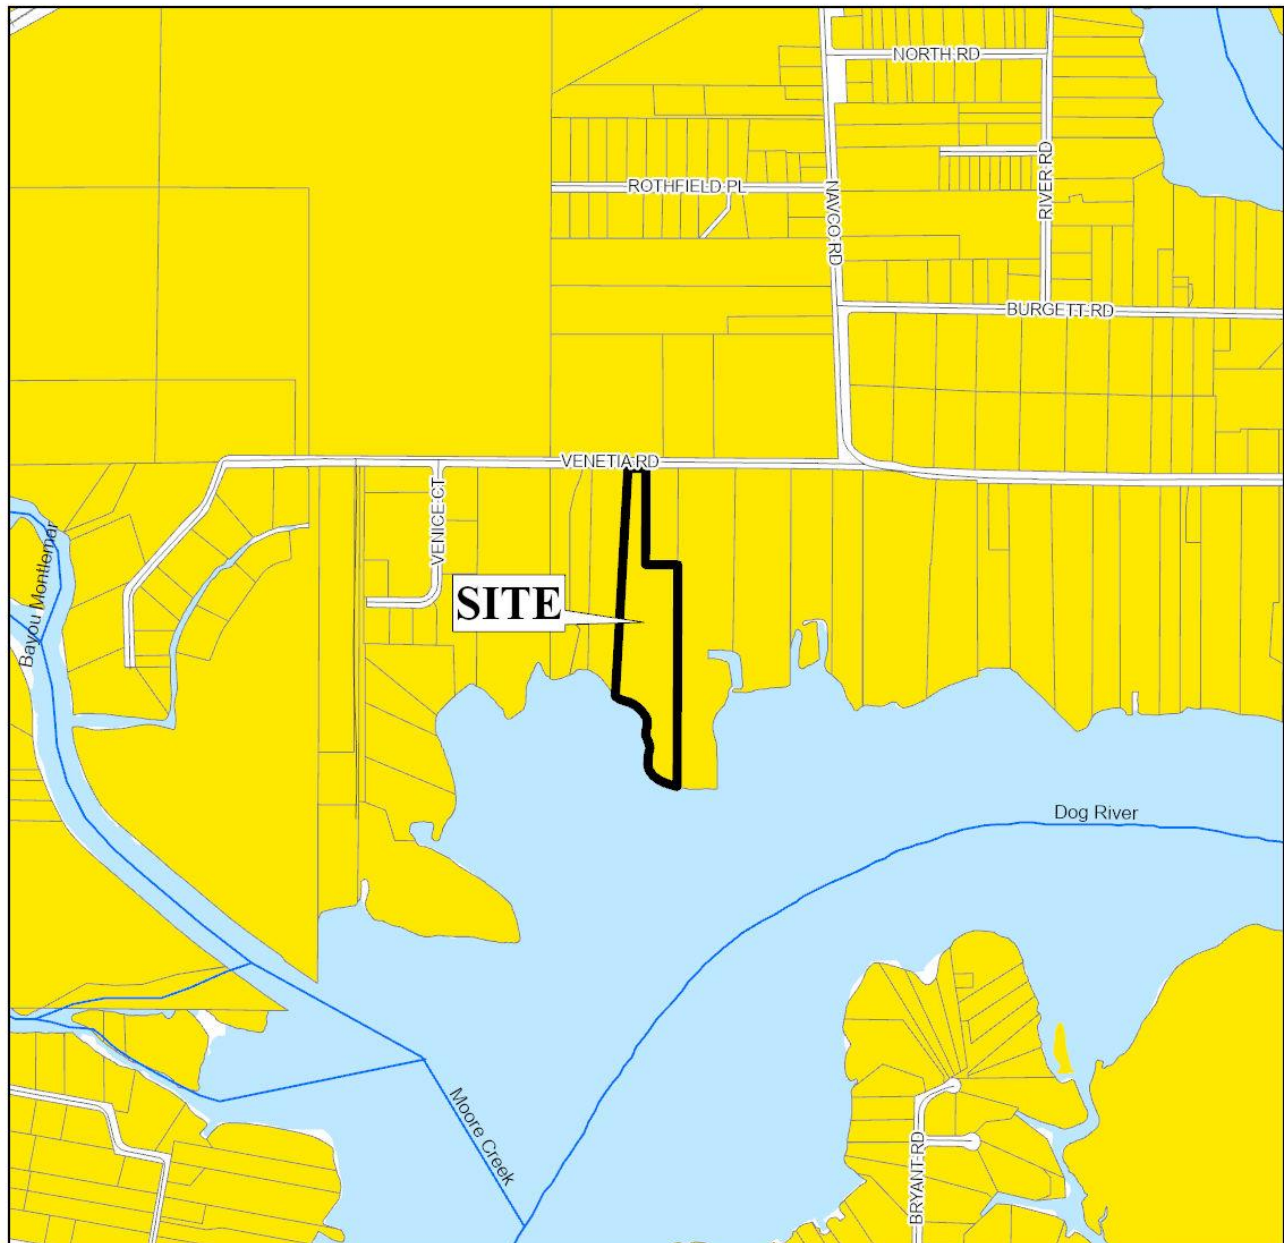 NORTH RD
RIVER RD
ROTHFIELD PL
NAVCO RD
BURGETT RD
VENETIA RD
VENICE CT
SITE
Bayou Montlemar
Dog River
Moore Creek
BRYANT RD